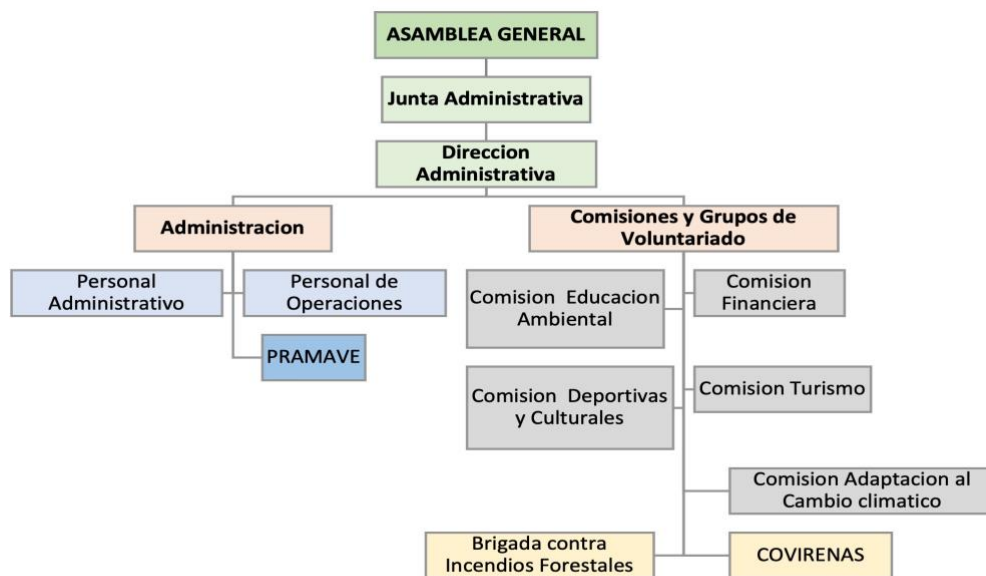 ASAMBLEA GENERAL
Junta Administrativa
Direccion
Administrativa
Administracion
Comisiones y Grupos de
Voluntariado
Personal
Administrativo
Personal de
Operaciones
PRAMAVE
Comision Educacion
Ambiental
Comision
Financiera
Comision Deportivas
y Culturales
Comision Turismo
Comisión Adaptacion al
Cambio climatico
Brigada contra
Incendios Forestales
COVIRENAS